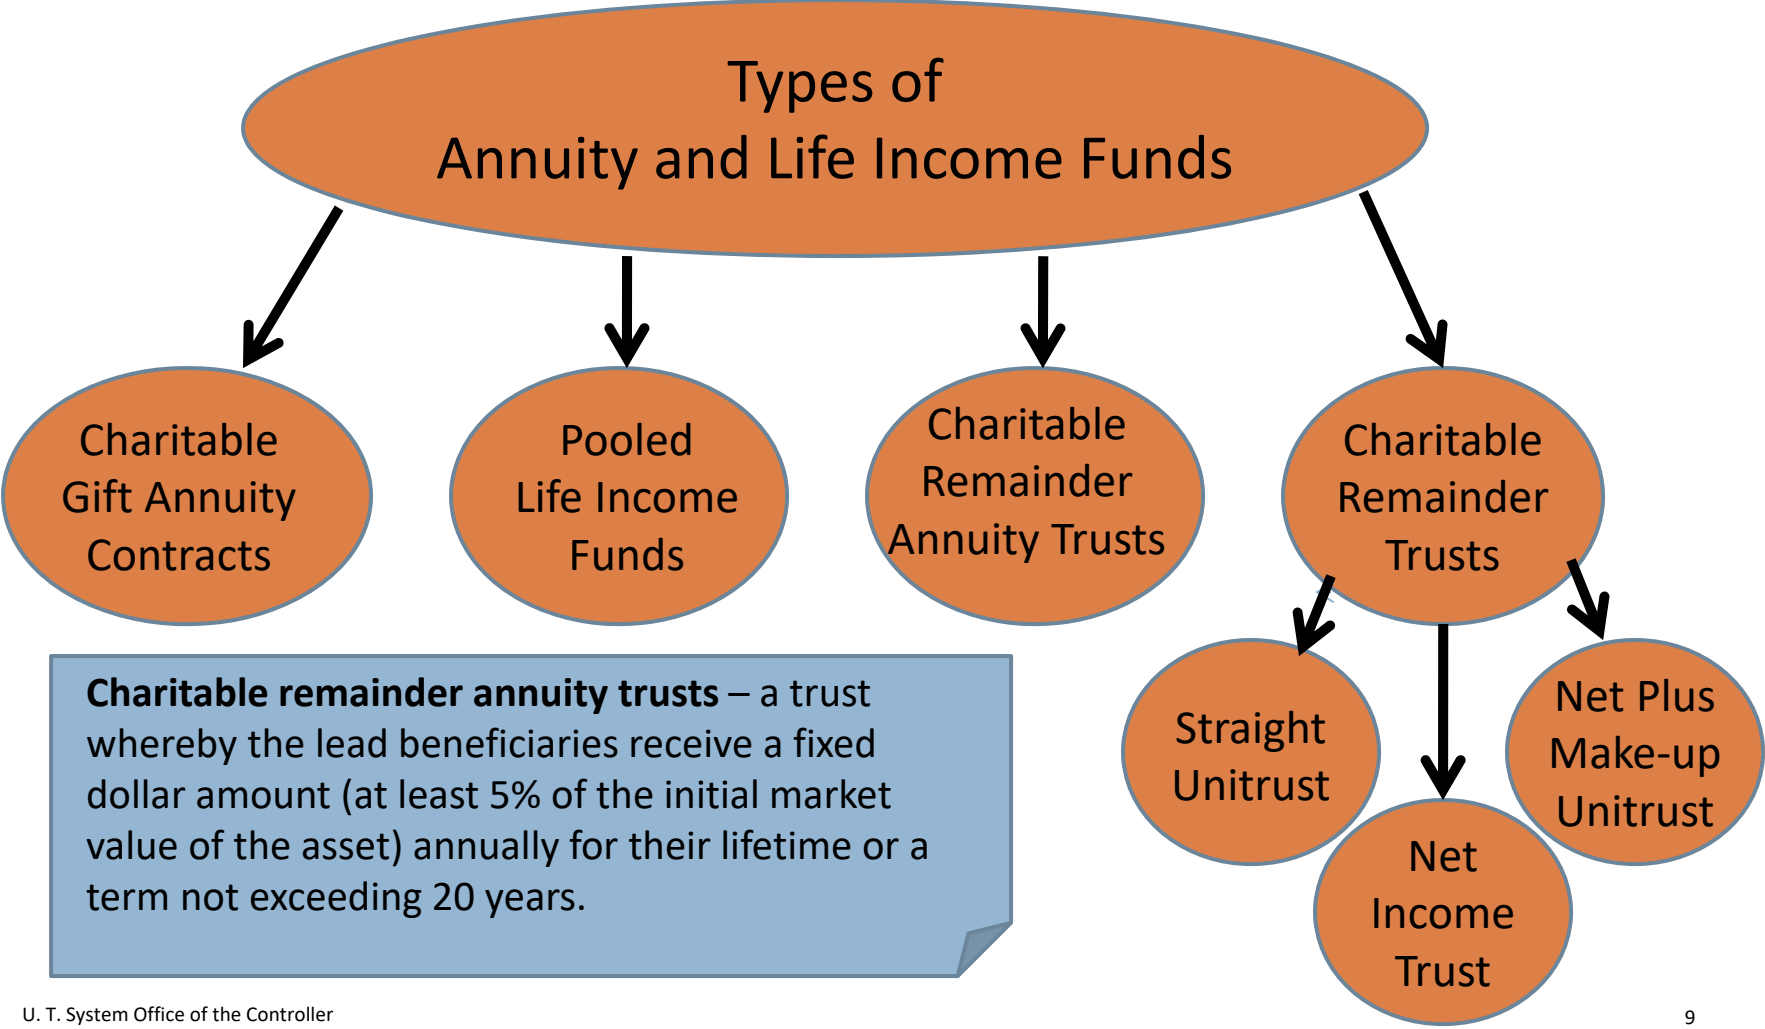 Types of
Annuity and Life Income Funds
Charitable
Gift Annuity
Contracts
Pooled
Life Income
Funds
Charitable
Remainder
Annuity Trusts
Charitable
Remainder
Trusts
Charitable remainder annuity trusts – a trust
whereby the lead beneficiaries receive a fixed
dollar amount (at least 5% of the initial market
value of the asset) annually for their lifetime or a
term not exceeding 20 years.
Straight
Unitrust
Net
Income
Trust
Net Plus
Make-up
Unitrust
U. T. System Office of the Controller
9